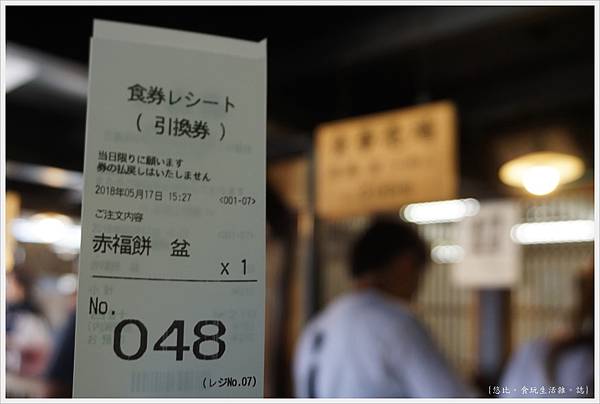 食券レシート
( 引換券 )
当日限りに願います
券の払戻しはいたしません
2018年05月17日 15:27 <001-07>
ご注文内容
赤福餅 盆
x 1
No.
048
(レジNo.07)
[悠比。食玩生活雜。誌]